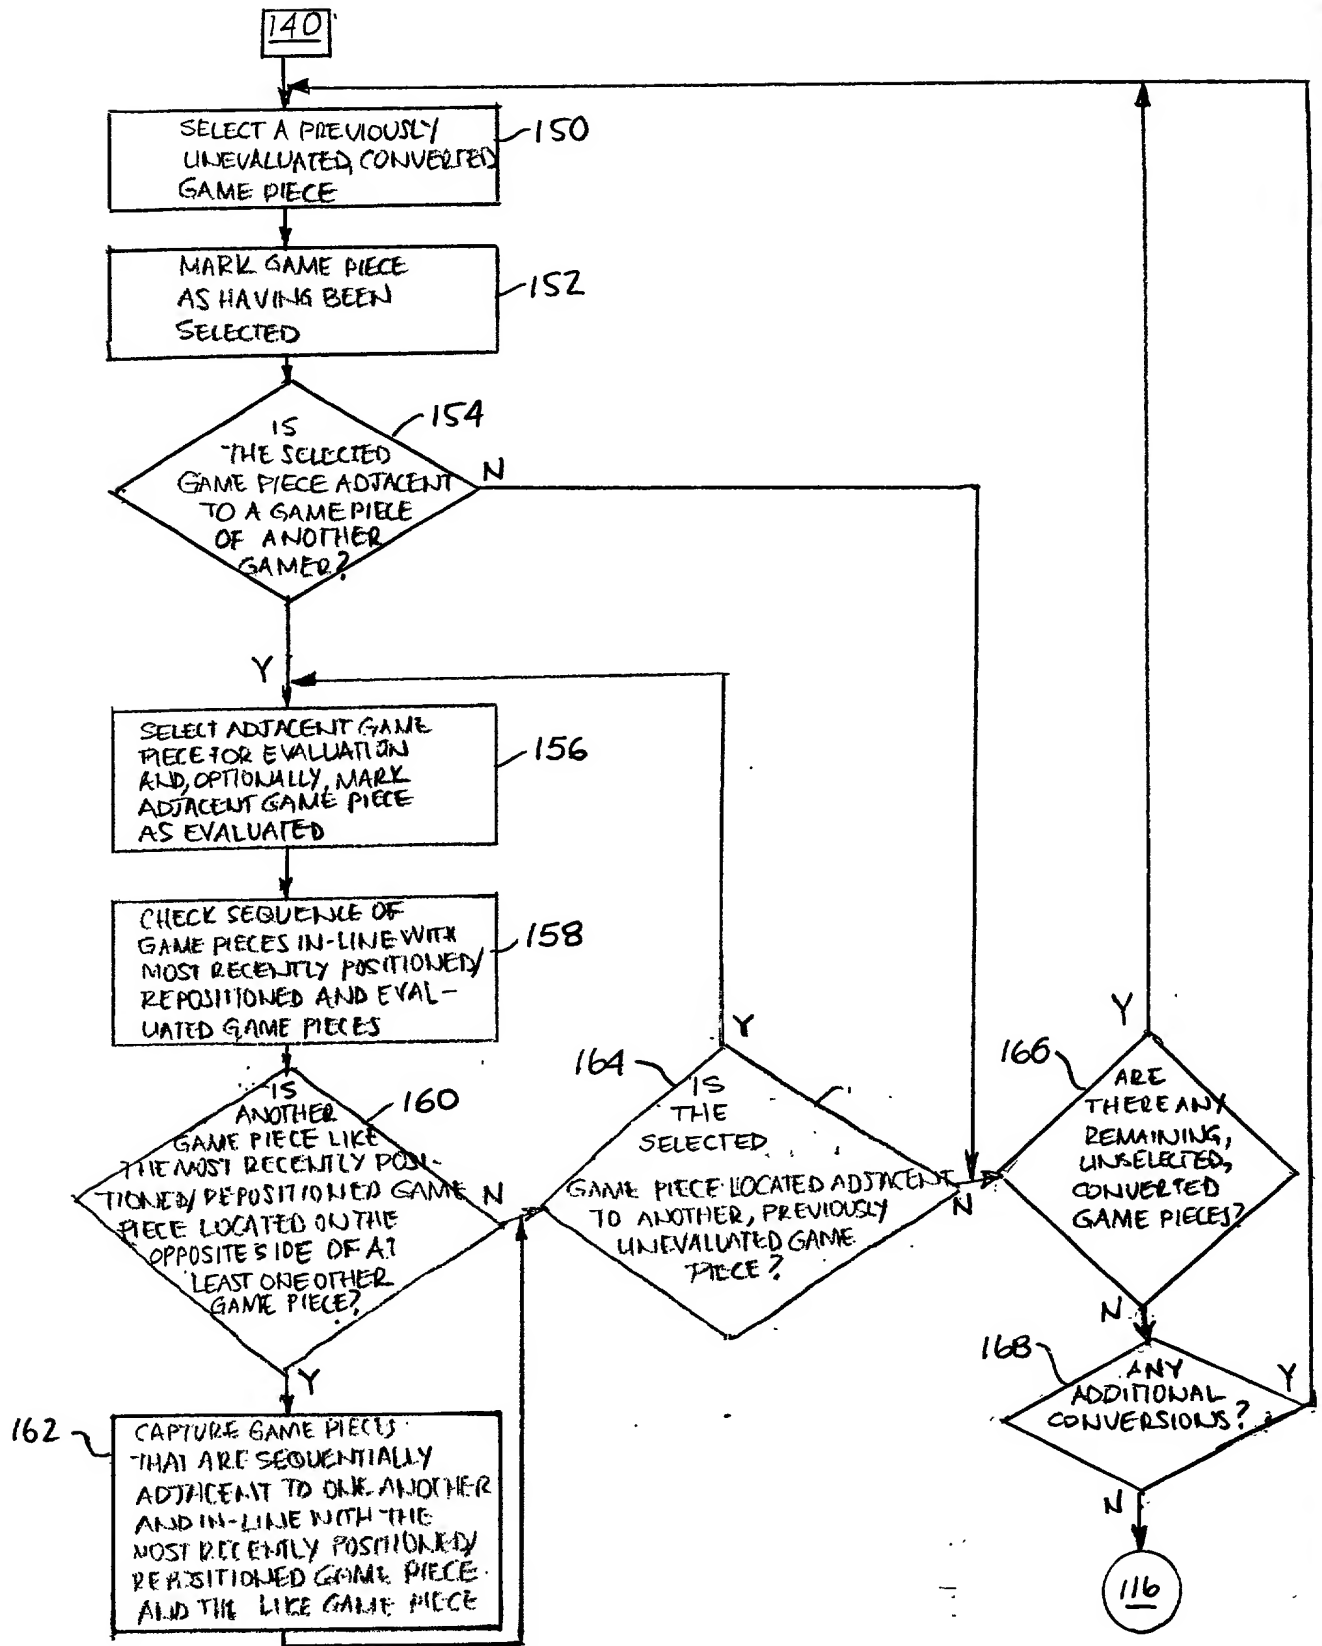 140
SELECT A PREVIOUSLY
UNEVALUATED, CONVERTED
GAME PIECE
150
MARK GAME PIECE
AS HAVING BEEN
SELECTED
152
IS
THE SELECTED
GAME PIECE ADJACENT
TO A GAME PIECE
OF ANOTHER
GAMER?
154
N
Y
SELECT ADJACENT GAME
PIECE FOR EVALUATION
AND, OPTIONALLY, MARK
ADJACENT GAME PIECE
AS EVALUATED
156
CHECK SEQUENCE OF
GAME PIECES IN-LINE WITH
MOST RECENTLY POSITIONED/
REPOSITIONED AND EVAL-
UATED GAME PIECES
158
IS
ANOTHER
GAME PIECE LIKE
THE MOST RECENTLY POSI-
TIONED/REPOSITIONED GAME
PIECE LOCATED ON THE
OPPOSITE SIDE OF AT
LEAST ONE OTHER
GAME PIECE?
160
N
Y
162
CAPTURE GAME PIECES
THAT ARE SEQUENTIALLY
ADJACENT TO ONE ANOTHER
AND IN-LINE WITH THE
MOST RECENTLY POSITIONED/
REPOSITIONED GAME PIECE
AND THE LIKE GAME PIECE
164
Y
IS
THE
SELECTED
GAME PIECE LOCATED ADJACENT
TO ANOTHER, PREVIOUSLY
UNEVALUATED GAME
PIECE?
N
166
Y
ARE
THERE ANY
REMAINING,
UNSELECTED,
CONVERTED
GAME PIECES?
N
168
ANY
ADDITIONAL
CONVERSIONS?
Y
N
116